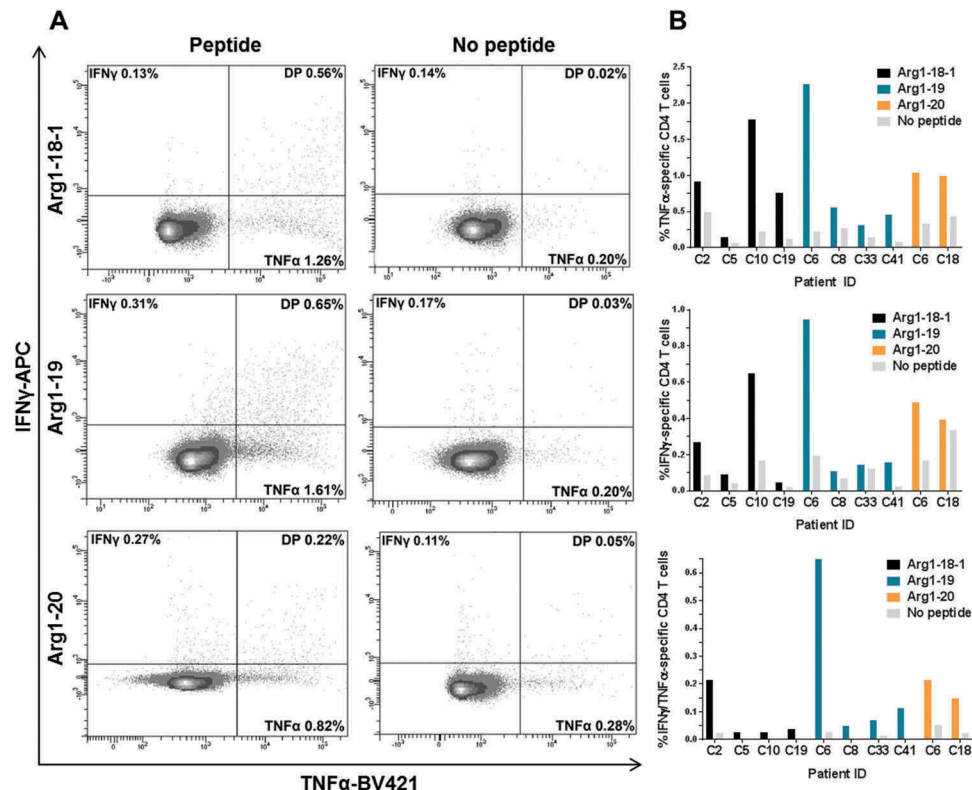 A
Peptide
No peptide
IFNγ 0.13%
DP 0.56%
IFNγ 0.14%
DP 0.02%
Arg1-18-1
TNFα 1.26%
TNFα 0.20%
IFNγ 0.31%
DP 0.65%
IFNγ 0.17%
DP 0.03%
Arg1-19
TNFα 1.61%
TNFα 0.20%
IFNγ 0.27%
DP 0.22%
IFNγ 0.11%
DP 0.05%
Arg1-20
TNFα 0.82%
TNFα 0.28%
IFNγ-APC
TNFα-BV421
B
%TNFα-specific CD4 T cells
2.5
2.0
1.5
1.0
0.5
0.0
Arg1-18-1
Arg1-19
Arg1-20
No peptide
C2 C5 C10 C19 C6 C8 C33 C41 C6 C18
Patient ID
%IFNγ-specific CD4 T cells
1.0
0.8
0.6
0.4
0.2
0.0
Arg1-18-1
Arg1-19
Arg1-20
No peptide
C2 C5 C10 C19 C6 C8 C33 C41 C6 C18
Patient ID
%IFNγ/TNFα-specific CD4 T cells
0.6
0.5
0.4
0.3
0.2
0.1
0.0
Arg1-18-1
Arg1-19
Arg1-20
No peptide
C2 C5 C10 C19 C6 C8 C33 C41 C6 C18
Patient ID